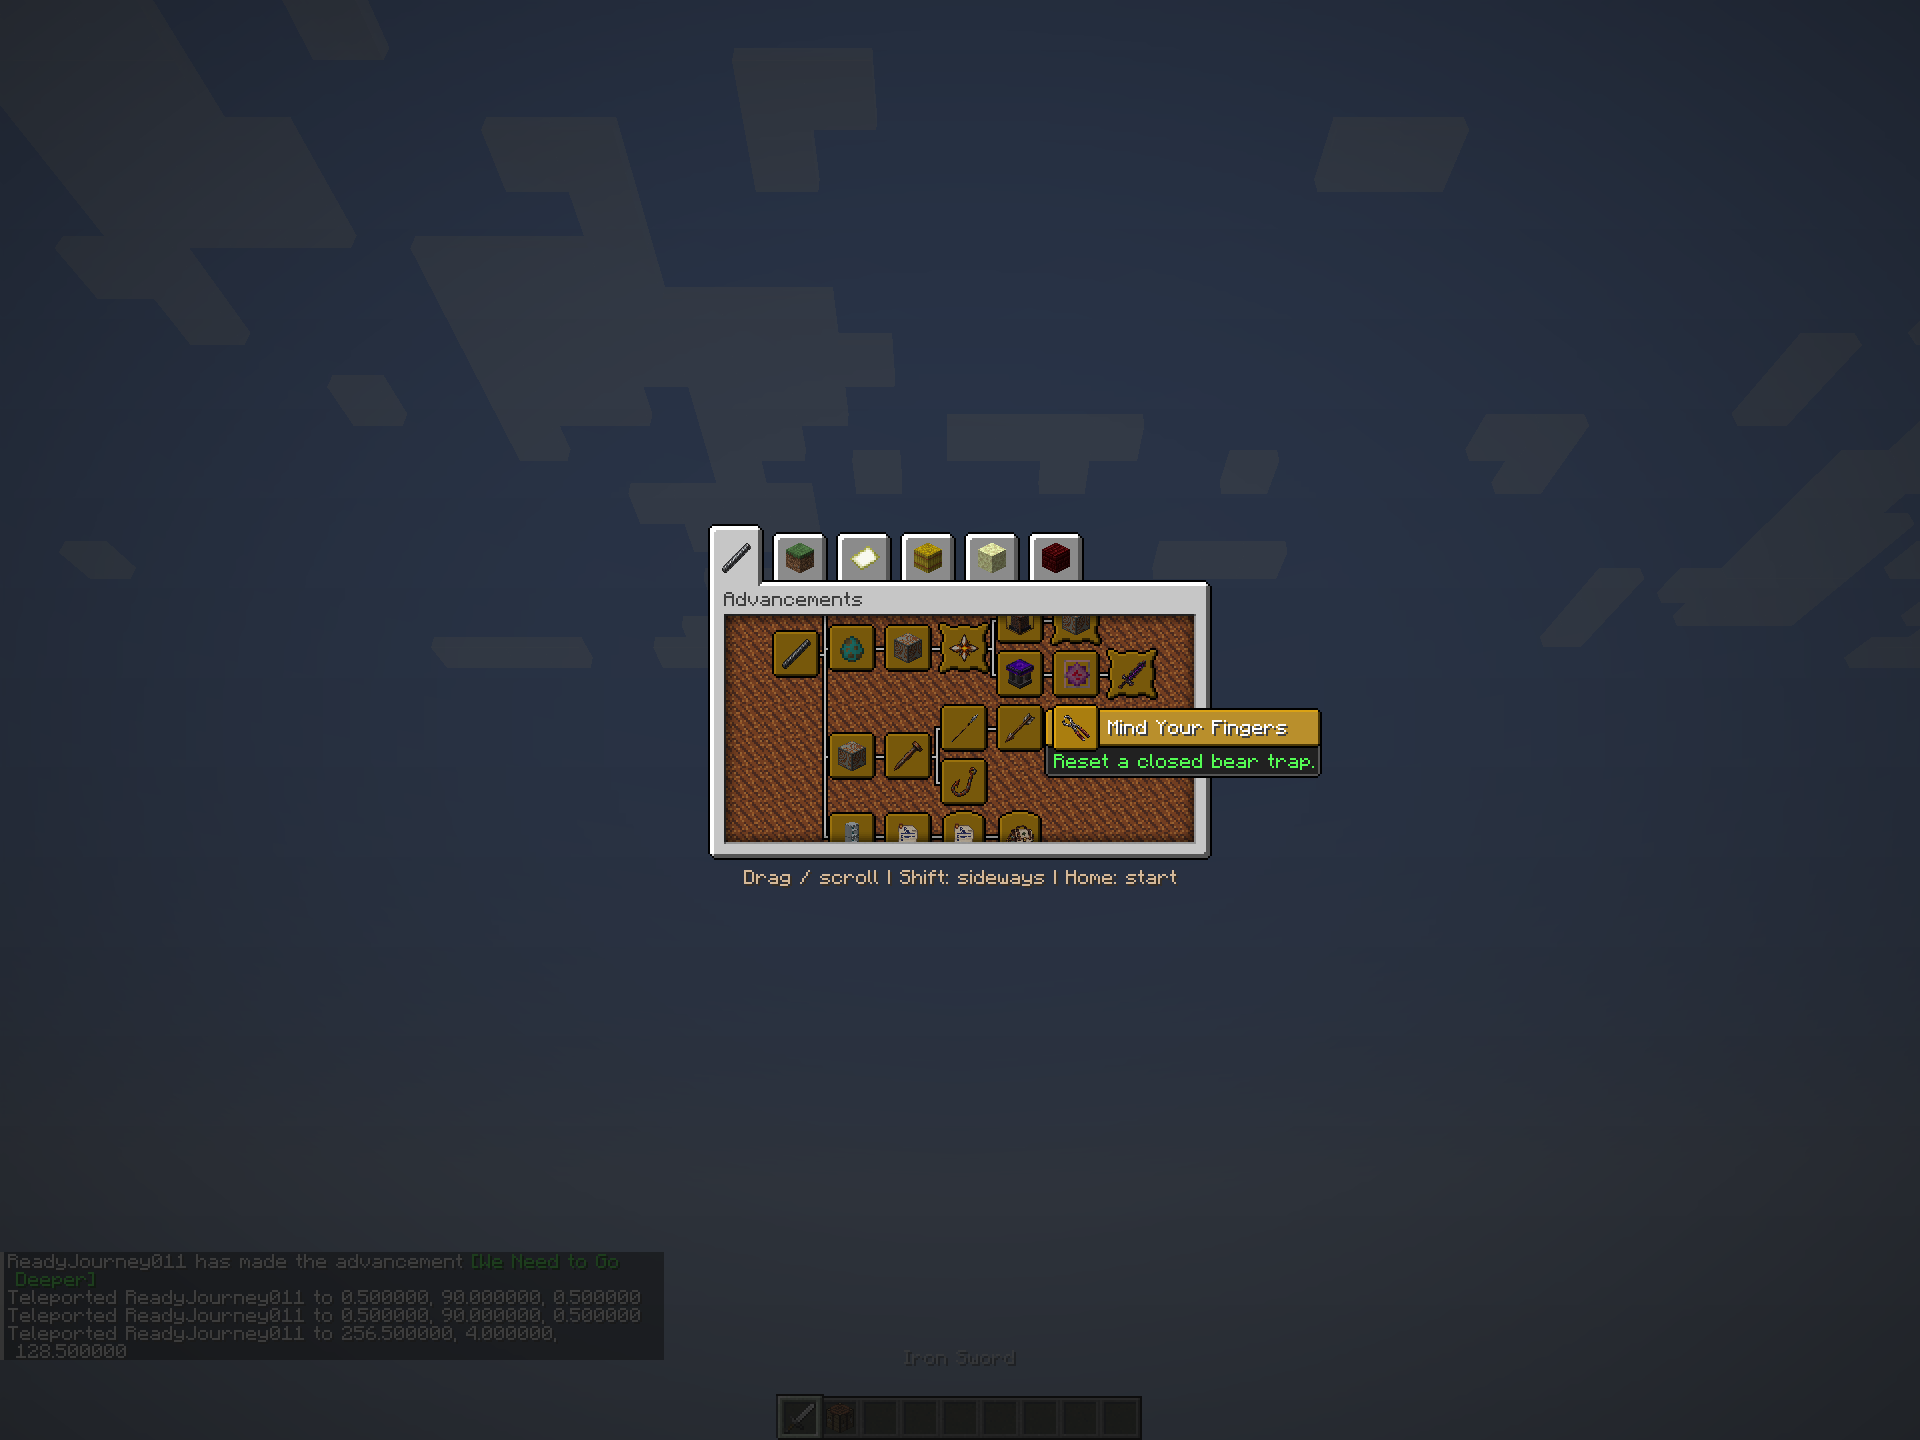 Advancements
Mind Your Fingers
Reset a closed bear trap.
Drag / scroll | Shift: sideways | Home: start
ReadyJourney011 has made the advancement [We Need to Go
Deeper]
Teleported ReadyJourney011 to 0.500000, 90.000000, 0.500000
Teleported ReadyJourney011 to 0.500000, 90.000000, 0.500000
Teleported ReadyJourney011 to 256.500000, 4.000000,
128.500000
Iron Sword